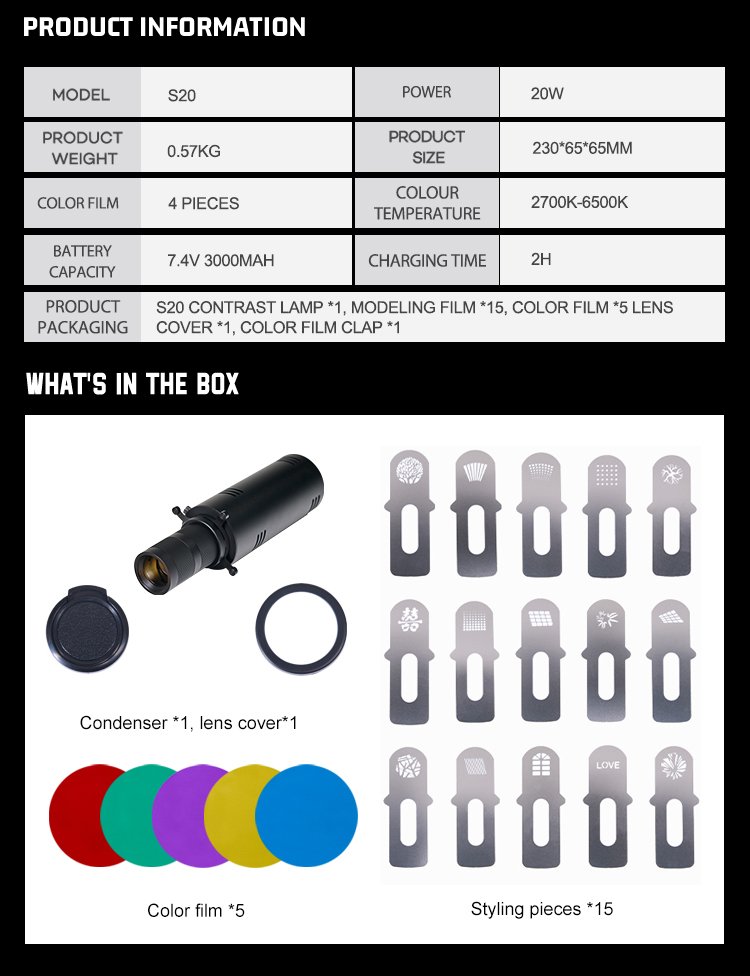 PRODUCT INFORMATION
MODEL
S20
POWER
20W
PRODUCT
WEIGHT
0.57KG
PRODUCT
SIZE
230*65*65MM
COLOR FILM
4 PIECES
COLOUR
TEMPERATURE
2700K-6500K
BATTERY
CAPACITY
7.4V 3000MAH
CHARGING TIME
2H
PRODUCT
PACKAGING
S20 CONTRAST LAMP *1, MODELING FILM *15, COLOR FILM *5 LENS
COVER *1, COLOR FILM CLAP *1
WHAT'S IN THE BOX
囍
LOVE
Condenser *1, lens cover*1
Color film *5
Styling pieces *15